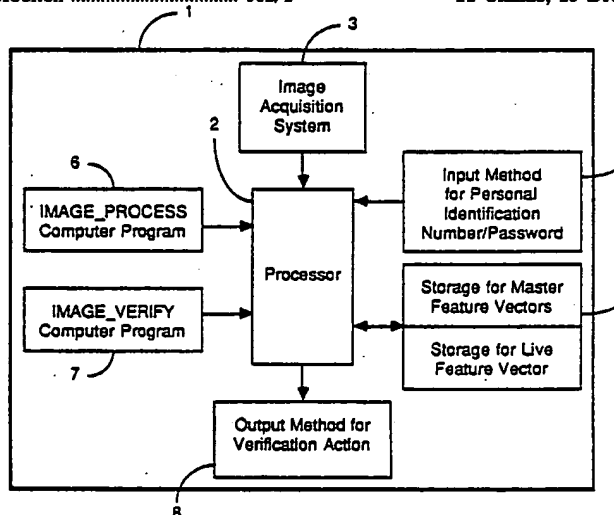 1
3
Image
Acquisition
System
2
6
IMAGE_PROCESS
Computer Program
Input Method
for Personal
Identification
Number/Password
Processor
IMAGE_VERIFY
Computer Program
7
Storage for Master
Feature Vectors
Storage for Live
Feature Vector
Output Method for
Verification Action
8